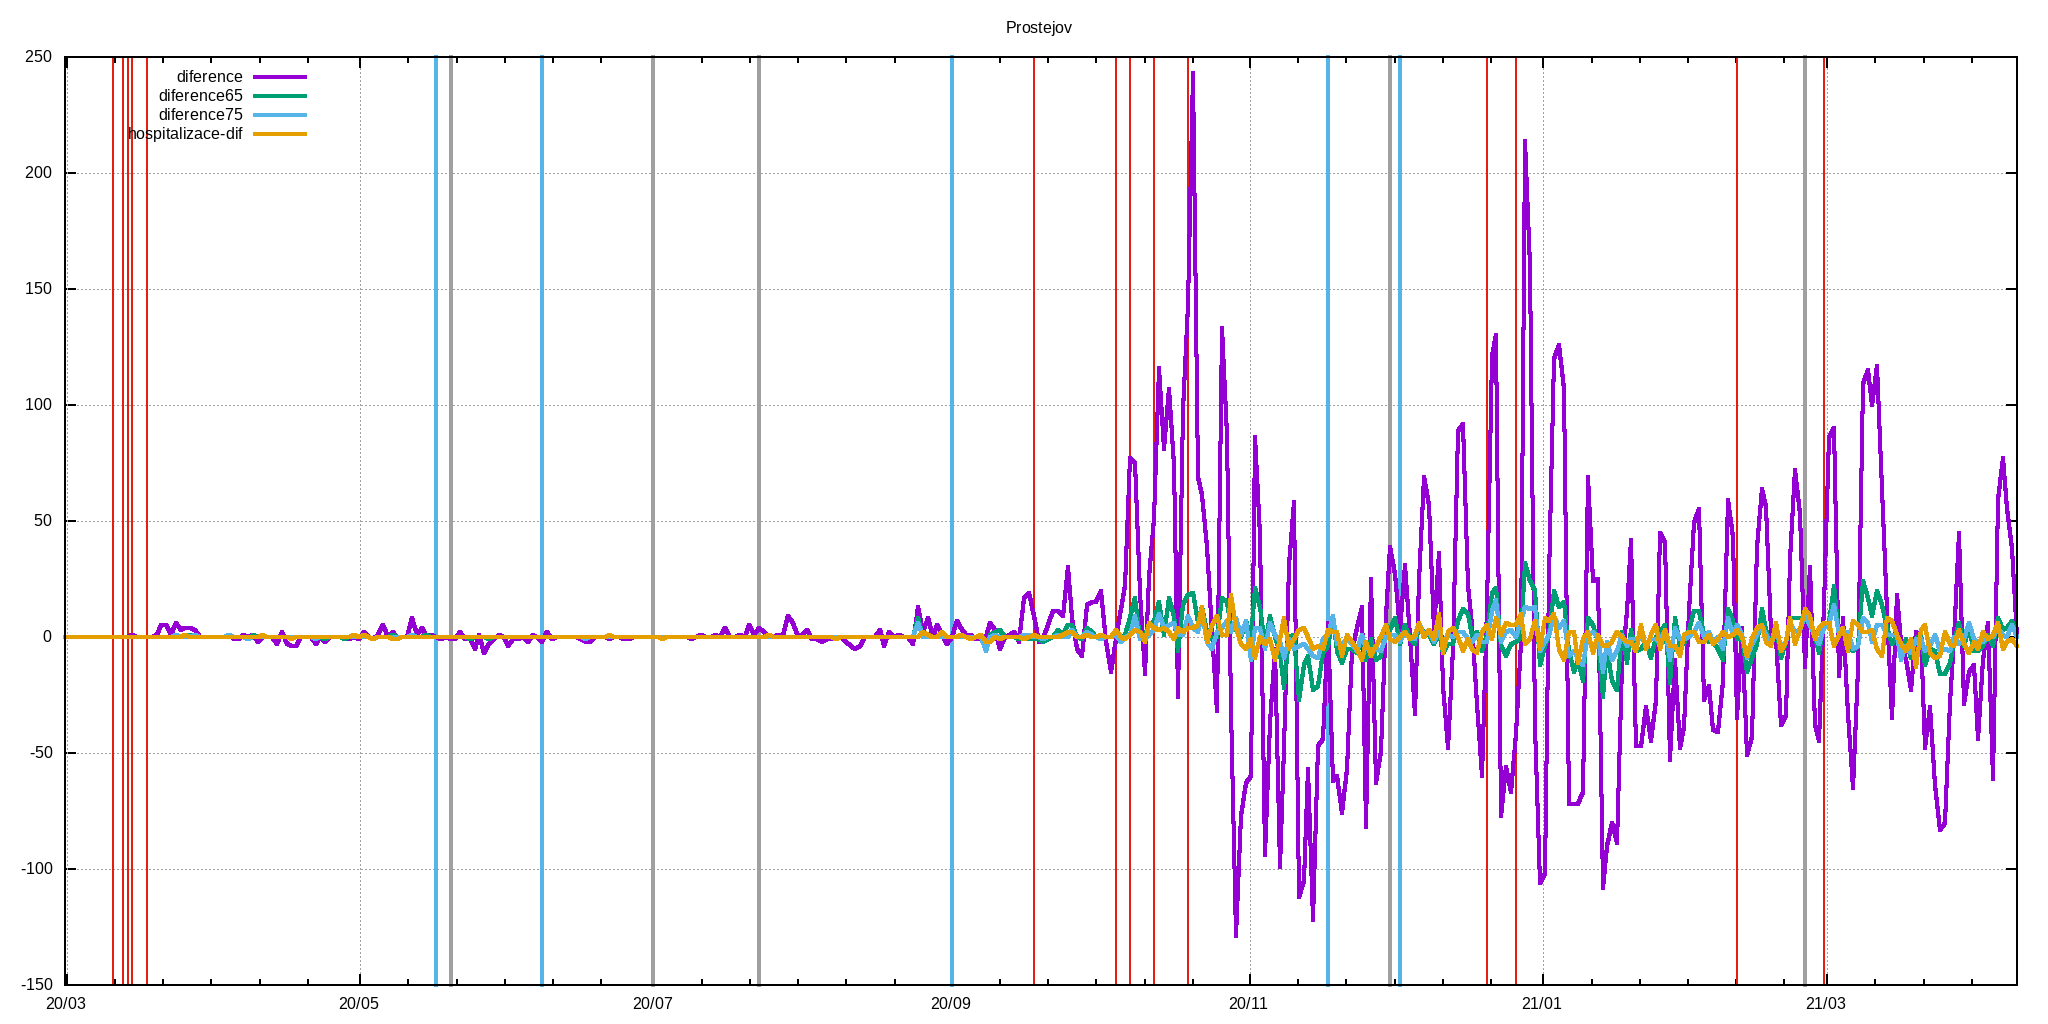 Prostejov
250
diference
diference65
diference75
hospitalizace-dif
200
150
100
50
0
-50
-100
-150
20/03 20/05 20/07 20/09 20/11 21/01 21/03